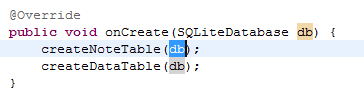 @Override
public void onCreate(SQLiteDatabase db) {
createNoteTable(db);
createDataTable(db);
}